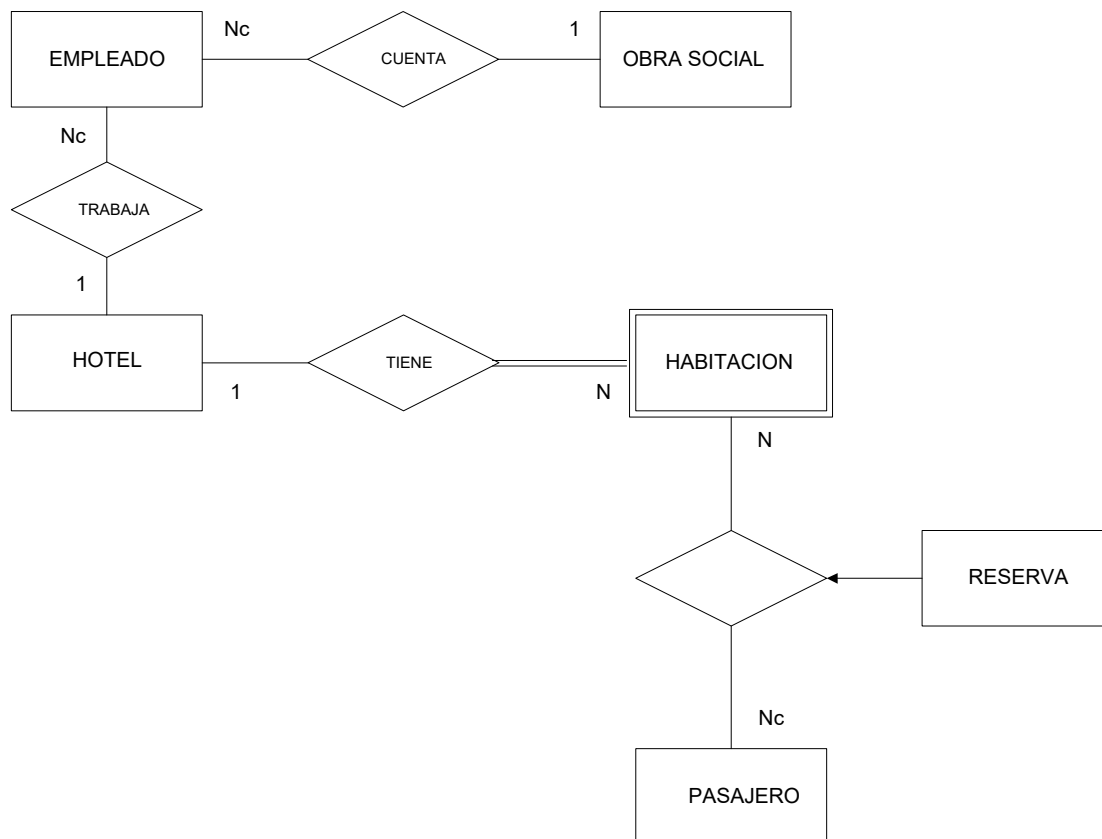 Nc
1
EMPLEADO
CUENTA
OBRA SOCIAL
Nc
TRABAJA
1
HOTEL
TIENE
HABITACION
1
N
N
RESERVA
Nc
PASAJERO